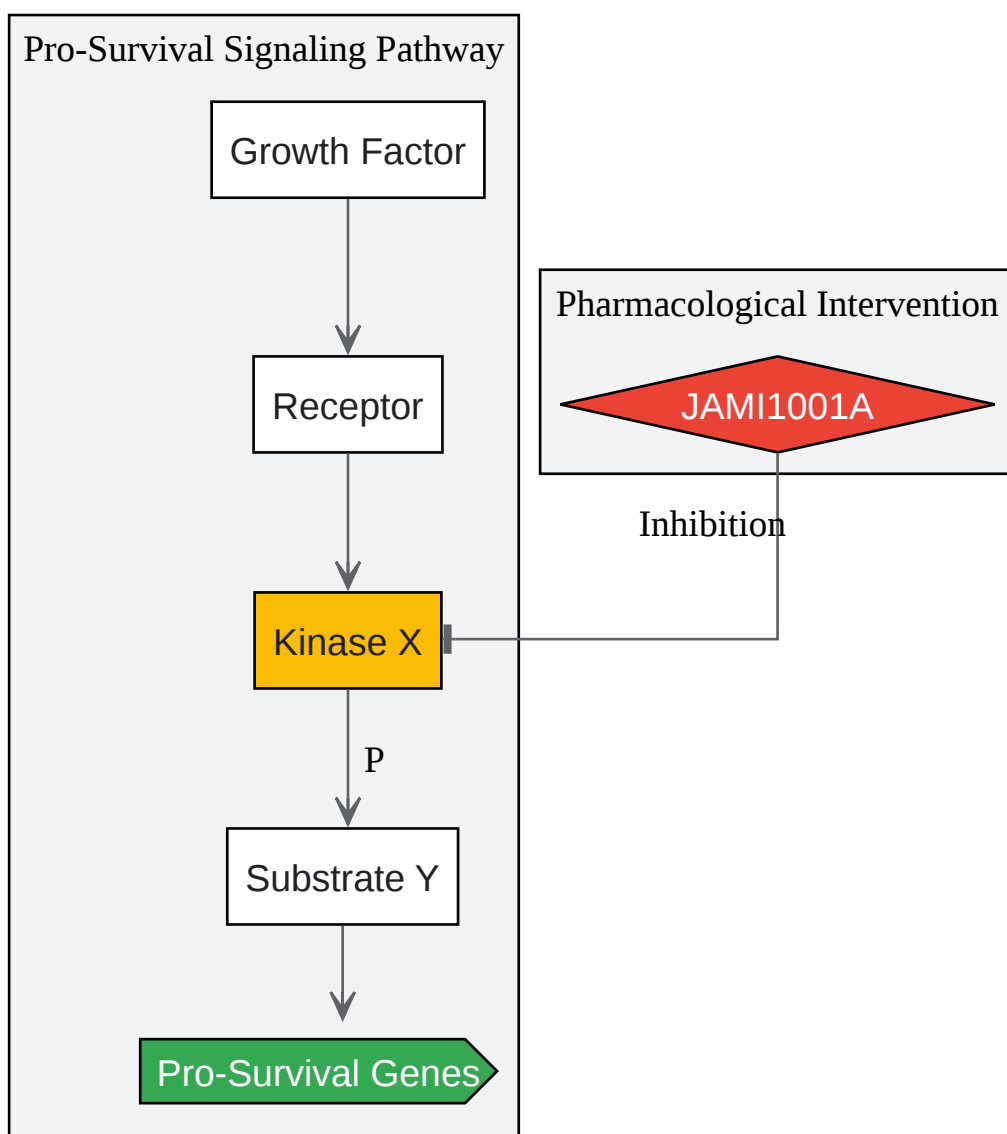 Pro-Survival Signaling Pathway
Growth Factor
Pharmacological Intervention
Receptor
JAMI1001A
Inhibition
Kinase X
P
Substrate Y
Pro-Survival Genes